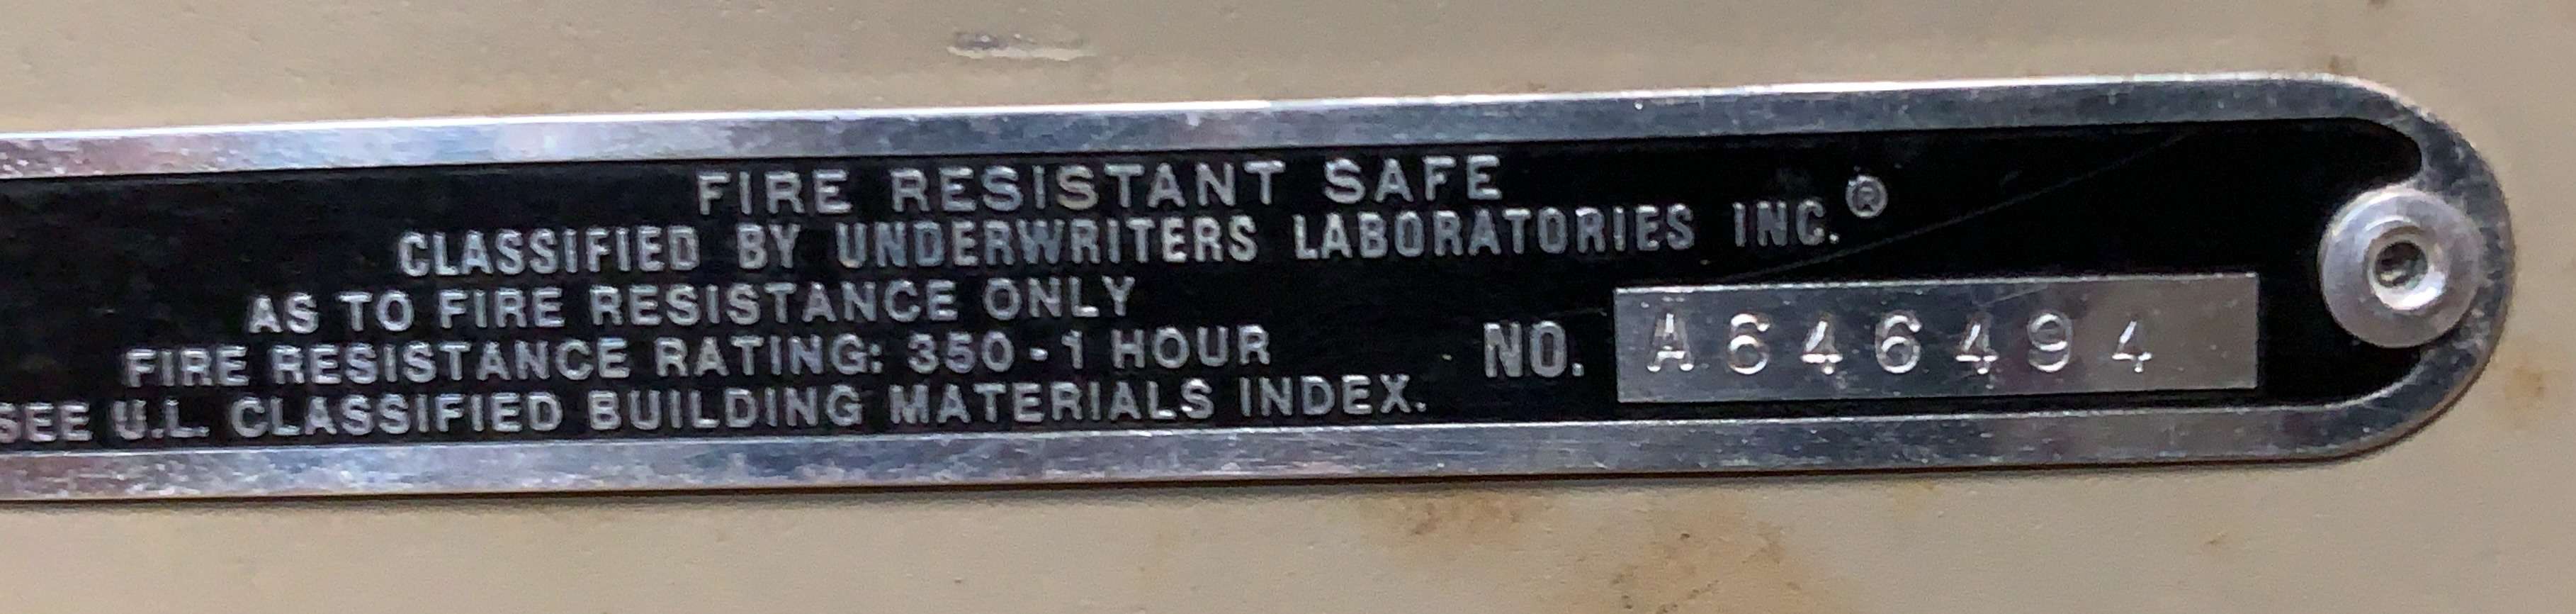 FIRE RESISTANT SAFE
CLASSIFIED BY UNDERWRITERS LABORATORIES INC.®
AS TO FIRE RESISTANCE ONLY
FIRE RESISTANCE RATING: 350-1 HOUR
SEE U.L. CLASSIFIED BUILDING MATERIALS INDEX.
NO. A646494